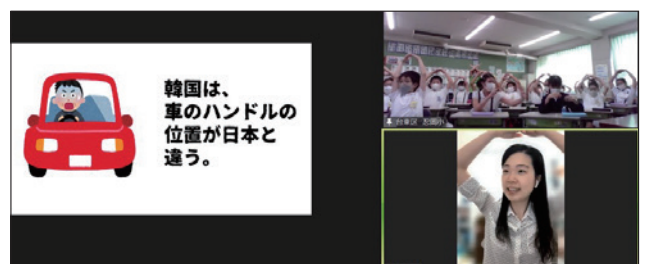 韓国は、
車のハンドルの
位置が日本と
違う。